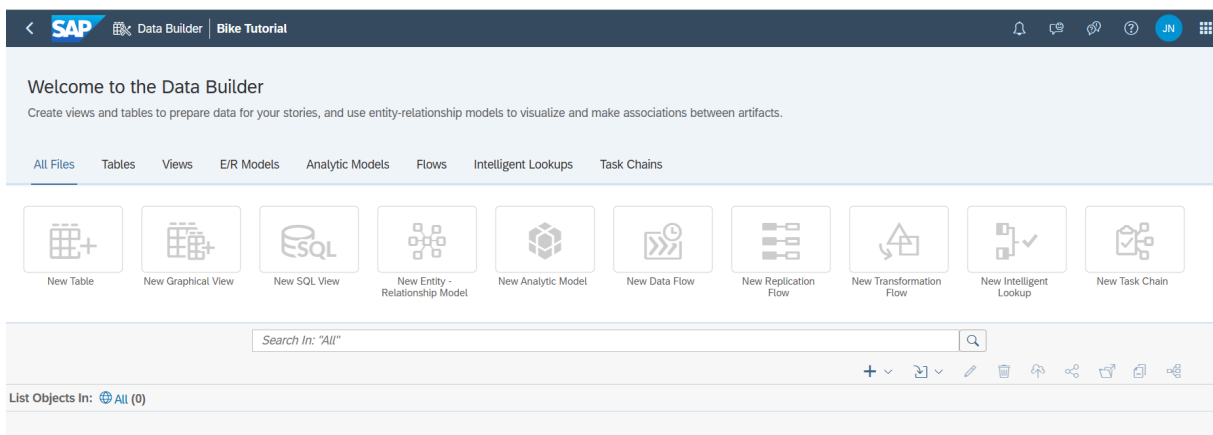 SAP Data Builder Bike Tutorial JN
Welcome to the Data Builder
Create views and tables to prepare data for your stories, and use entity-relationship models to visualize and make associations between artifacts.
All Files Tables Views E/R Models Analytic Models Flows Intelligent Lookups Task Chains
SQL
New Table New Graphical View New SQL View New Entity - New Analytic Model New Data Flow New Replication New Transformation New Intelligent New Task Chain
Relationship Model Flow Flow Lookup
Search In: "All"
List Objects In: All (0)